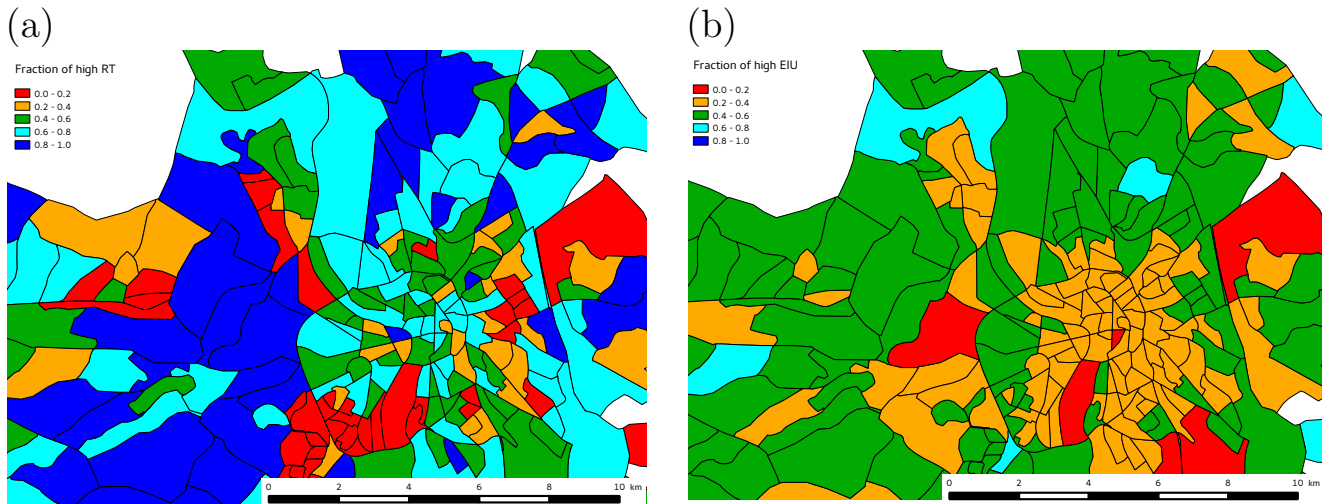 (a)
Fraction of high RT
0.0 - 0.2
0.2 - 0.4
0.4 - 0.6
0.6 - 0.8
0.8 - 1.0
0 2 4 6 8 10 km
(b)
Fraction of high EIU
0.0 - 0.2
0.2 - 0.4
0.4 - 0.6
0.6 - 0.8
0.8 - 1.0
0 2 4 6 8 10 km